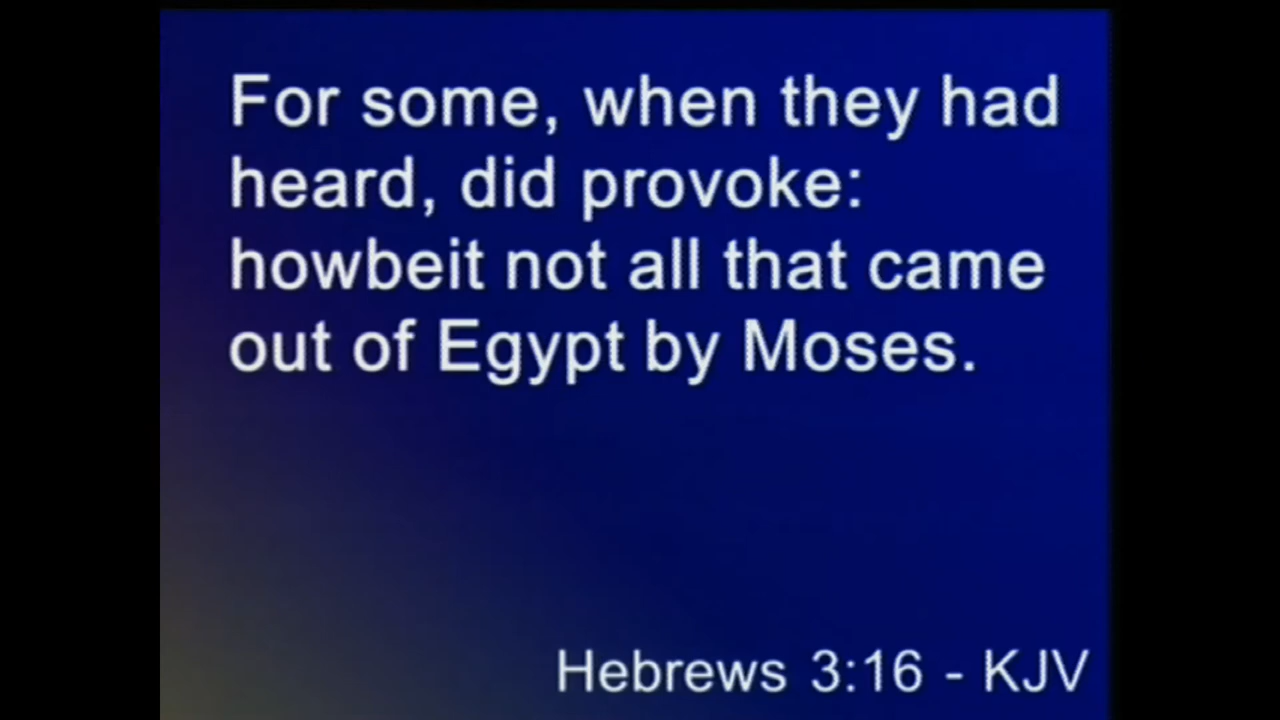 For some, when they had
heard, did provoke:
howbeit not all that came
out of Egypt by Moses.
Hebrews 3:16 - KJV